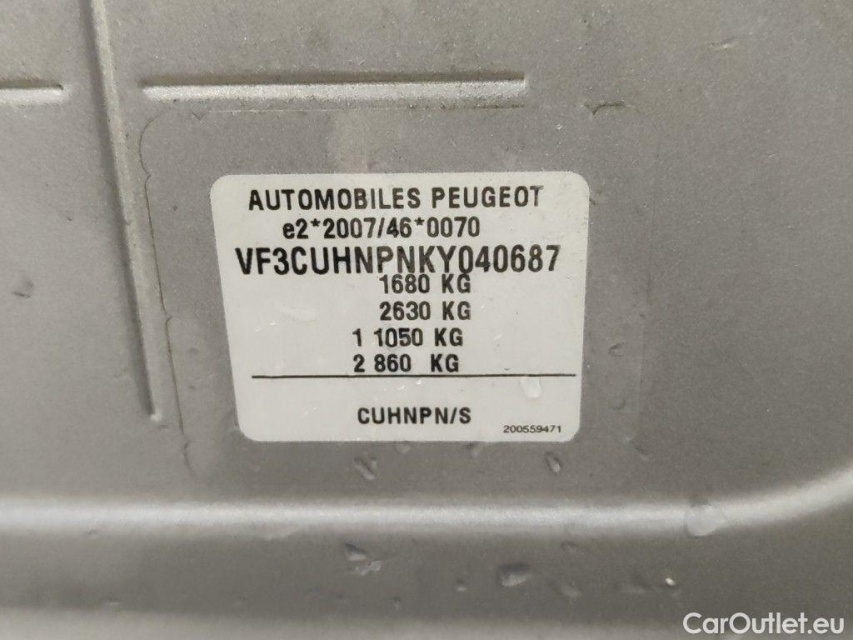 AUTOMOBILES PEUGEOT
e2*2007/46*0070
VF3CUHNPNKY040687
1680 KG
2630 KG
1 1050 KG
2 860 KG
CUHNPN/S
200559471
CarOutlet.eu